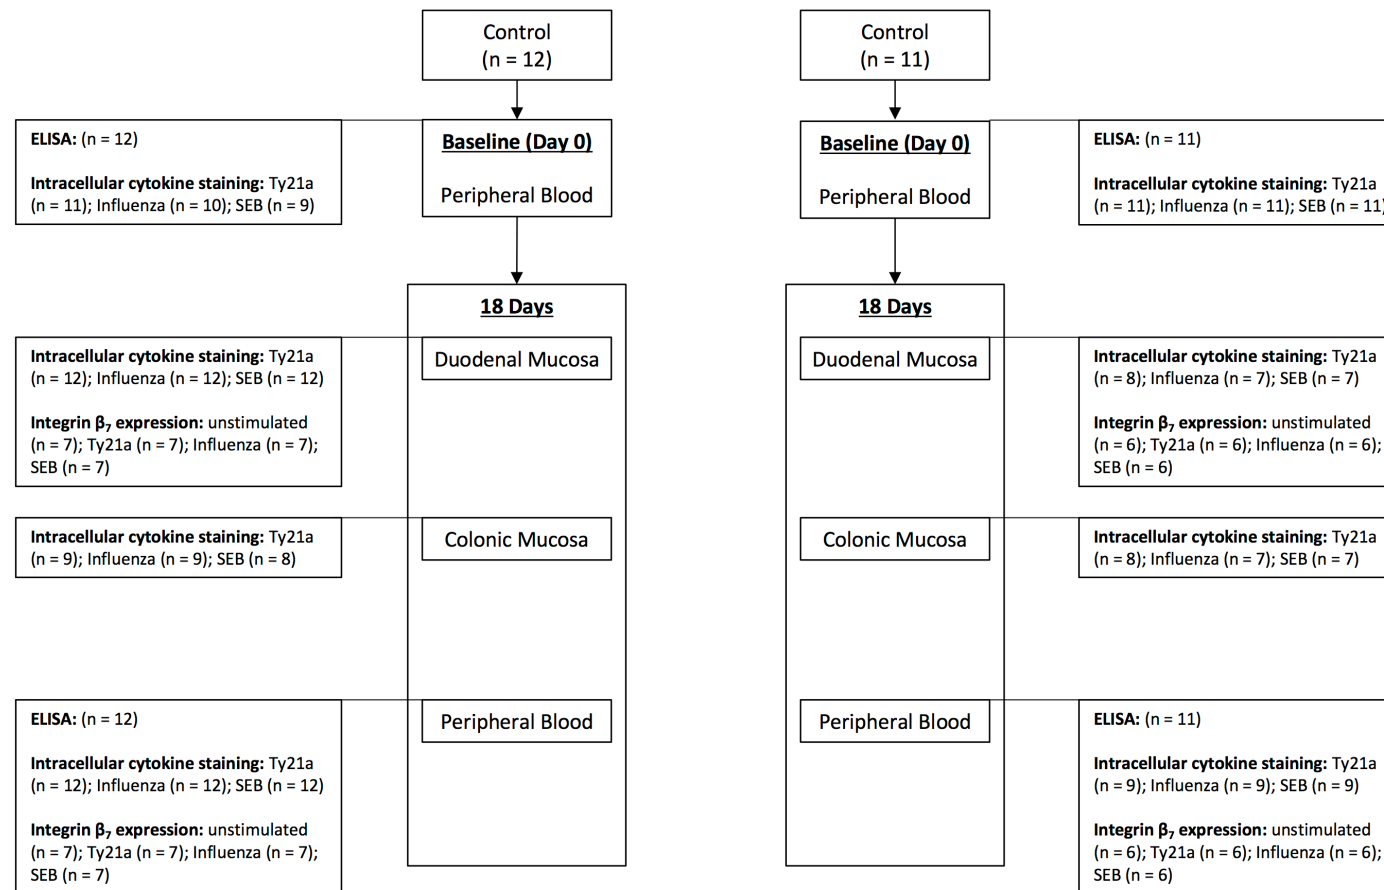 Control
(n = 12)
Baseline (Day 0)
Peripheral Blood
ELISA: (n = 12)
Intracellular cytokine staining: Ty21a
(n = 11); Influenza (n = 10); SEB (n = 9)
18 Days
Duodenal Mucosa
Intracellular cytokine staining: Ty21a
(n = 12); Influenza (n = 12); SEB (n = 12)
Integrin β₇ expression: unstimulated
(n = 7); Ty21a (n = 7); Influenza (n = 7);
SEB (n = 7)
Colonic Mucosa
Intracellular cytokine staining: Ty21a
(n = 9); Influenza (n = 9); SEB (n = 8)
Peripheral Blood
ELISA: (n = 12)
Intracellular cytokine staining: Ty21a
(n = 12); Influenza (n = 12); SEB (n = 12)
Integrin β₇ expression: unstimulated
(n = 7); Ty21a (n = 7); Influenza (n = 7);
SEB (n = 7)
Control
(n = 11)
Baseline (Day 0)
Peripheral Blood
ELISA: (n = 11)
Intracellular cytokine staining: Ty21a
(n = 11); Influenza (n = 11); SEB (n = 11)
18 Days
Duodenal Mucosa
Intracellular cytokine staining: Ty21a
(n = 8); Influenza (n = 7); SEB (n = 7)
Integrin β₇ expression: unstimulated
(n = 6); Ty21a (n = 6); Influenza (n = 6);
SEB (n = 6)
Colonic Mucosa
Intracellular cytokine staining: Ty21a
(n = 8); Influenza (n = 7); SEB (n = 7)
Peripheral Blood
ELISA: (n = 11)
Intracellular cytokine staining: Ty21a
(n = 9); Influenza (n = 9); SEB (n = 9)
Integrin β₇ expression: unstimulated
(n = 6); Ty21a (n = 6); Influenza (n = 6);
SEB (n = 6)